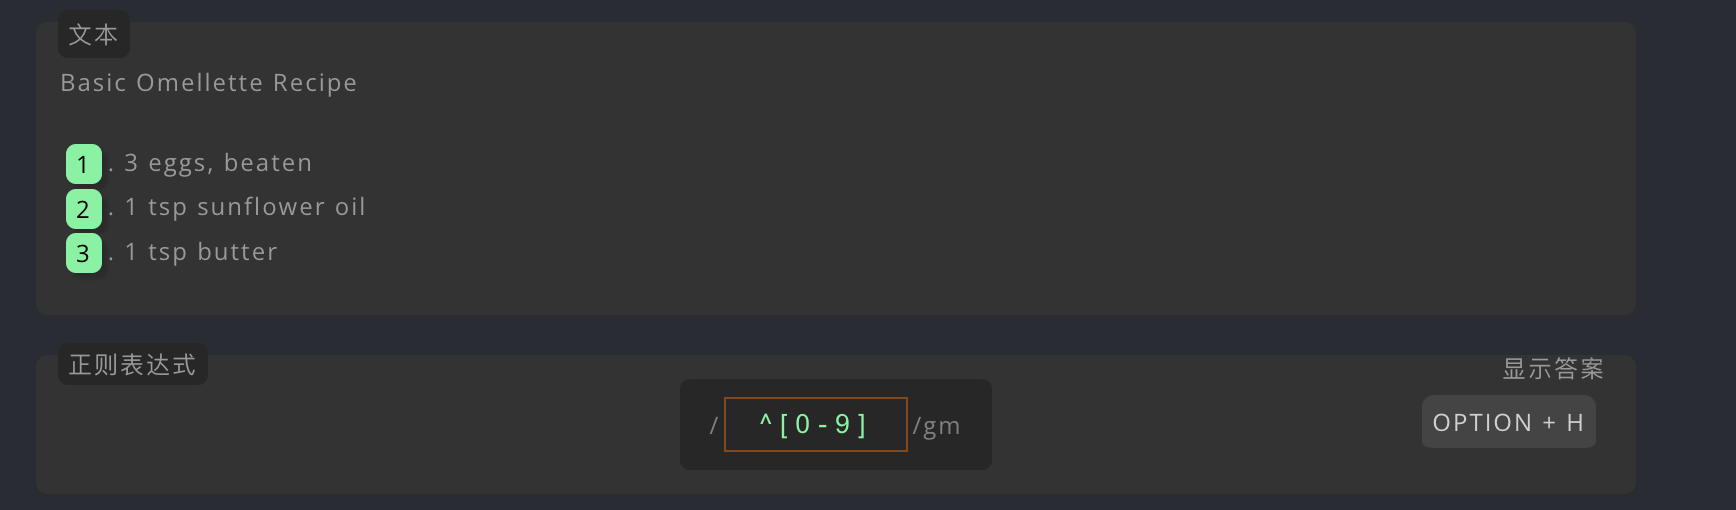 文本
Basic Omellette Recipe
1. 3 eggs, beaten
2. 1 tsp sunflower oil
3. 1 tsp butter
正则表达式
显示答案
/^[0-9]/gm
OPTION + H